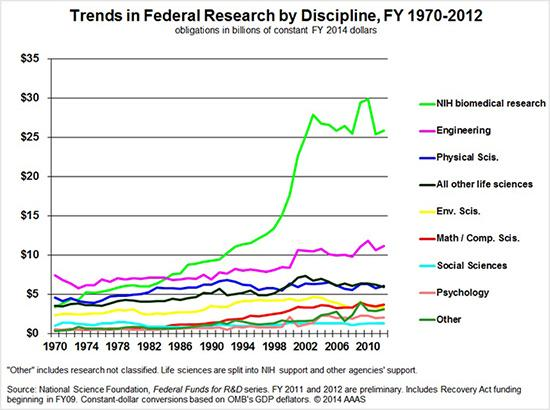 Trends in Federal Research by Discipline, FY 1970-2012
obligations in billions of constant FY 2014 dollars
$35
$30
$25
$20
$15
$10
$5
$0
1970 1974 1978 1982 1986 1990 1994 1998 2002 2006 2010
NIH biomedical research
Engineering
Physical Scis.
All other life sciences
Env. Scis.
Math / Comp. Scis.
Social Sciences
Psychology
Other
"Other" includes research not classified. Life sciences are split into NIH support and other agencies' support.
Source: National Science Foundation, Federal Funds for R&D series. FY 2011 and 2012 are preliminary. Includes Recovery Act funding
beginning in FY09. Constant-dollar conversions based on OMB's GDP deflators. © 2014 AAAS